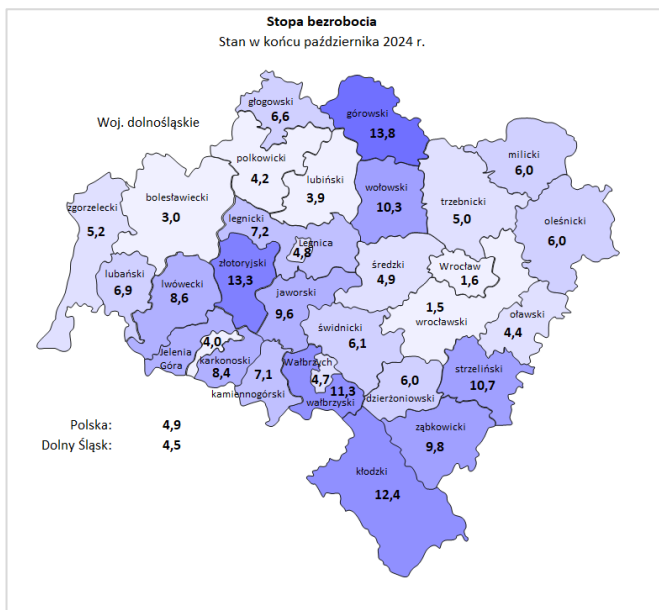 Stopa bezrobocia
Stan w końcu października 2024 r.
Woj. dolnośląskie
głogowski
6,6
górowski
13,8
polkowicki
4,2
lubiński
3,9
wołowski
10,3
milicki
6,0
trzebnicki
5,0
oleśnicki
6,0
zgorzelecki
5,2
bolesławiecki
3,0
legnicki
7,2
Legnica
4,8
lubański
6,9
lwówecki
8,6
złotoryjski
13,3
średzki
4,9
Wrocław
1,6
jaworski
9,6
1,5
wrocławski
oławski
4,4
świdnicki
6,1
4,0
Jelenia
Góra
karkonoski
8,4
7,1
kamiennogórski
Wałbrzych
4,7
11,3
wałbrzyski
6,0
dzierżoniowski
strzeliński
10,7
ząbkowicki
9,8
kłodzki
12,4
Polska: 4,9
Dolny Śląsk: 4,5